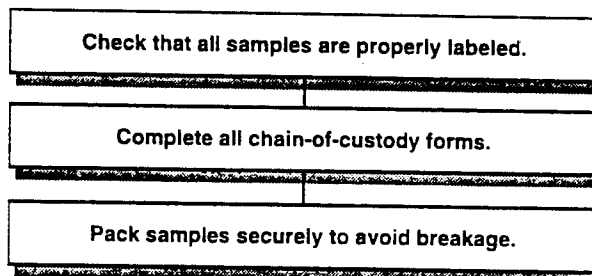 Check that all samples are properly labeled.
Complete all chain-of-custody forms.
Pack samples securely to avoid breakage.